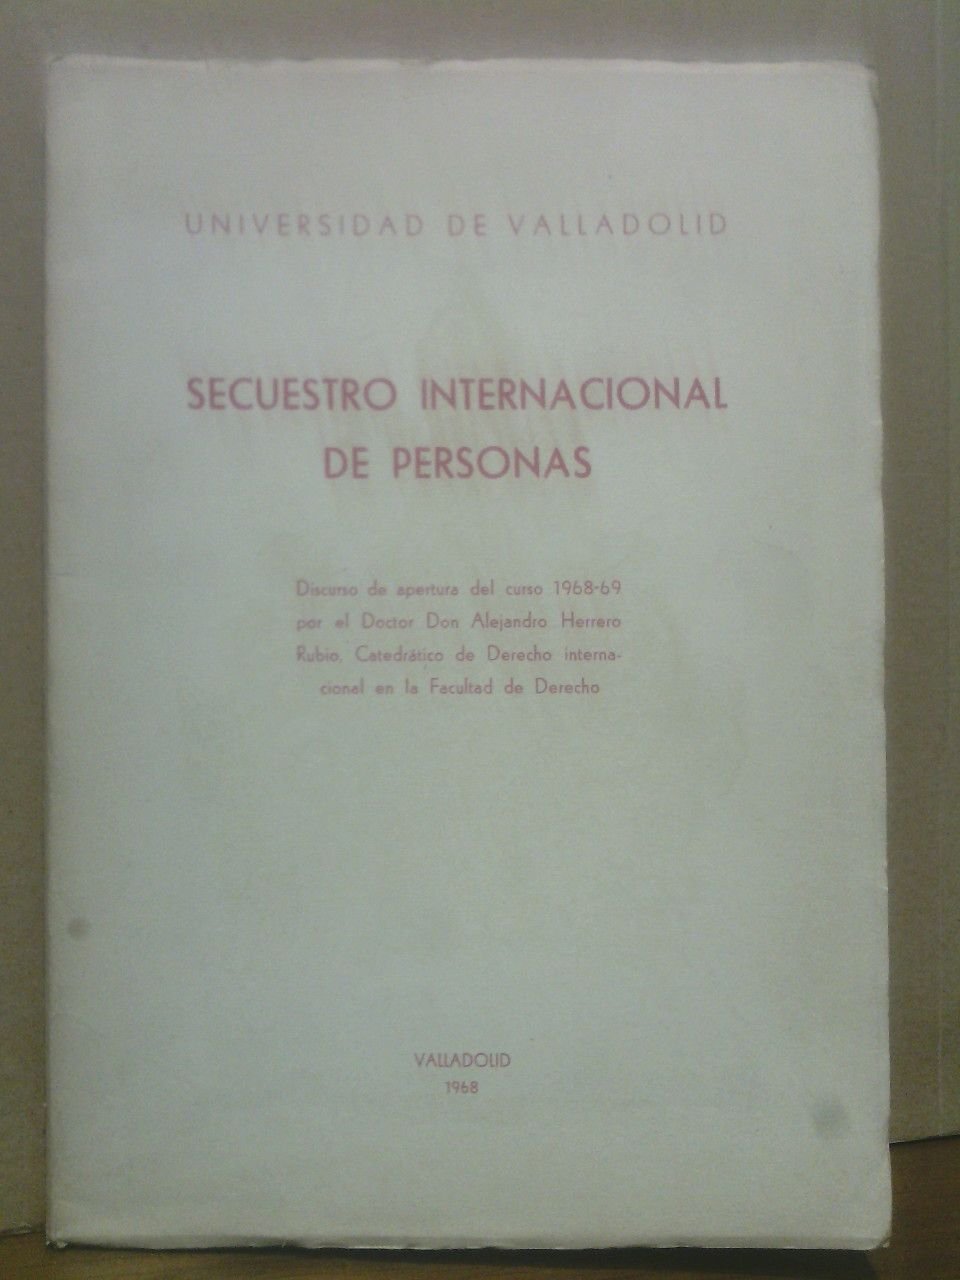 UNIVERSIDAD DE VALLADOLID
SECUESTRO INTERNACIONAL
DE PERSONAS
Discurso de apertura del curso 1968-69
por el Doctor Don Alejandro Herrero
Rubio, Catedrático de Derecho interna-
cional en la Facultad de Derecho
VALLADOLID
1968